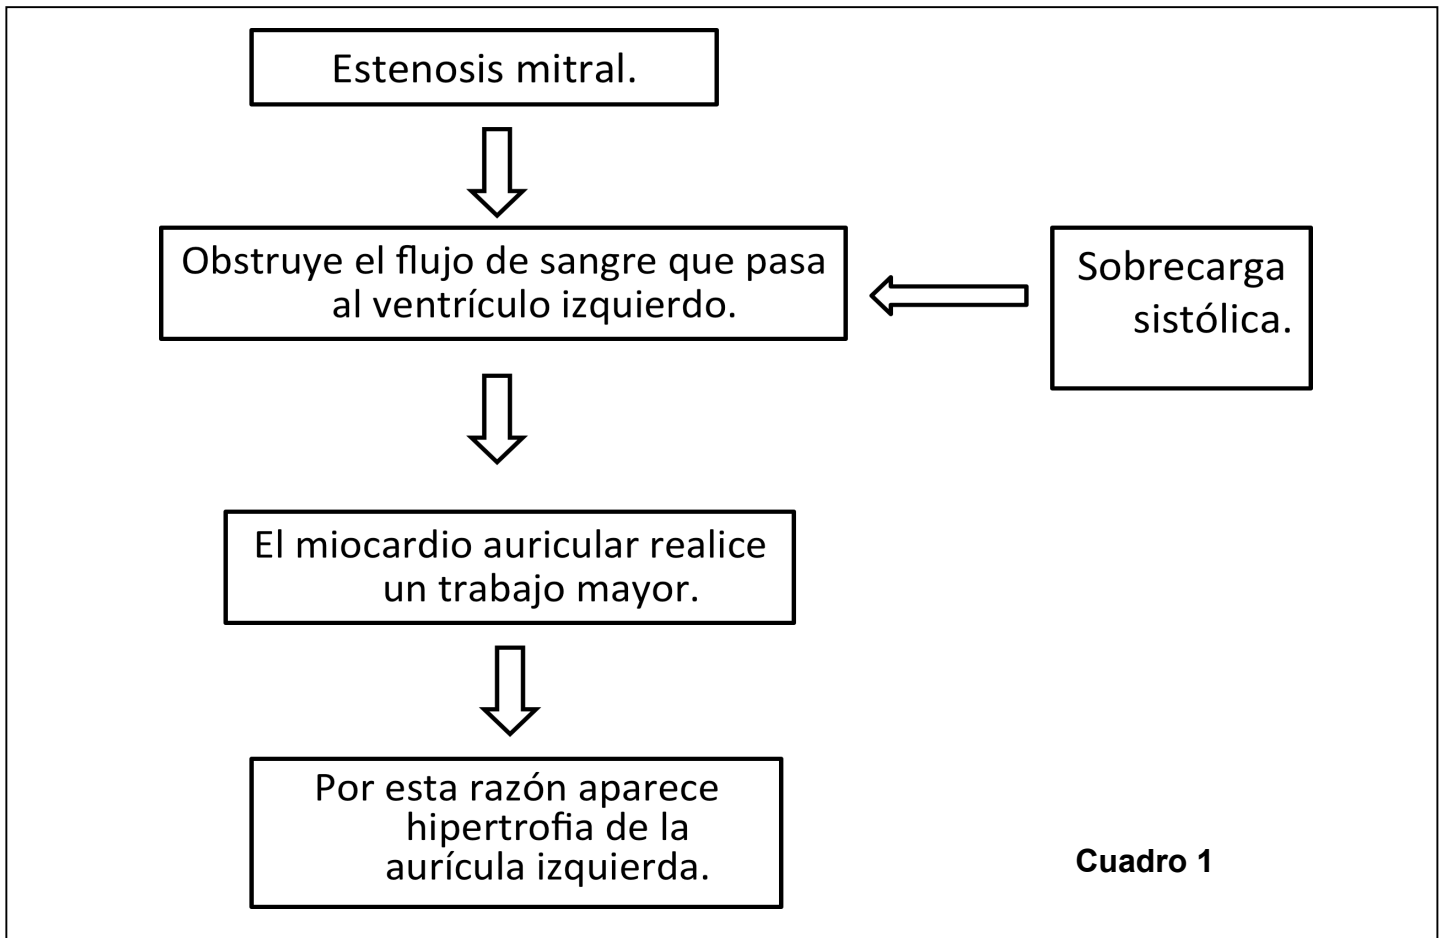 Estenosis mitral.
Obstruye el flujo de sangre que pasa
al ventrículo izquierdo.
Sobrecarga
sistólica.
El miocardio auricular realice
un trabajo mayor.
Por esta razón aparece
hipertrofia de la
aurícula izquierda.
Cuadro 1